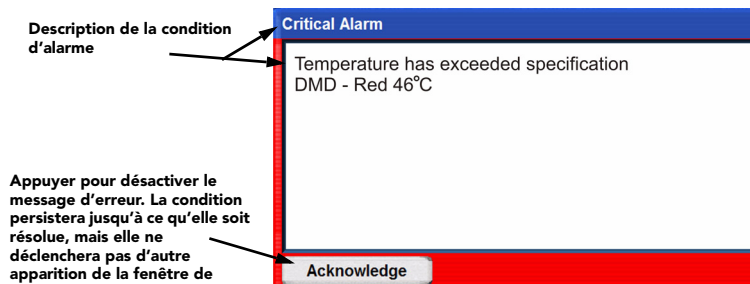 Description de la condition
d'alarme
Critical Alarm
Temperature has exceeded specification
DMD - Red 46°C
Appuyer pour désactiver le
message d'erreur. La condition
persistera jusqu'à ce qu'elle soit
résolue, mais elle ne
déclenchera pas d'autre
apparition de la fenêtre de
Acknowledge